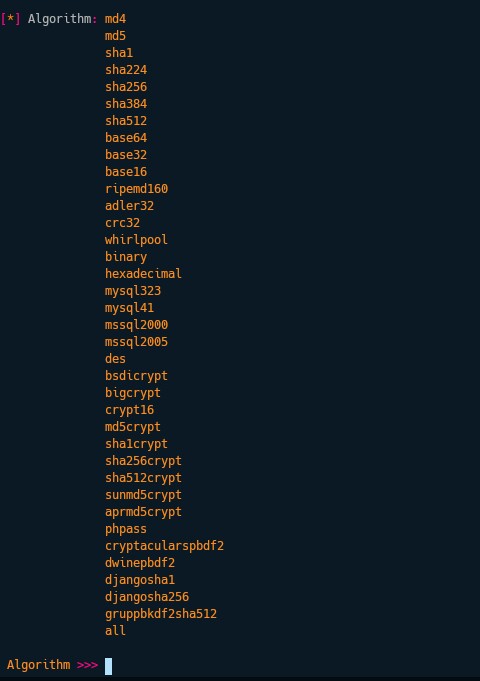 [*] Algorithm: md4
md5
sha1
sha224
sha256
sha384
sha512
base64
base32
base16
ripemd160
adler32
crc32
whirlpool
binary
hexadecimal
mysql323
mysql41
mssql2000
mssql2005
des
bsdicrypt
bigcrypt
crypt16
md5crypt
sha1crypt
sha256crypt
sha512crypt
sunmd5crypt
aprmd5crypt
phpass
cryptacularspbdf2
dwinepbdf2
djangosha1
djangosha256
gruppbkdf2sha512
all
Algorithm >>>